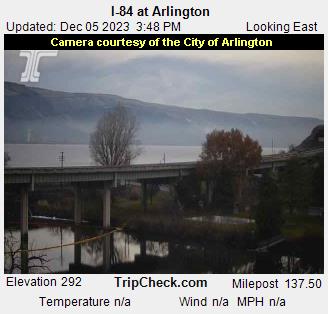 I-84 at Arlington
Updated: Dec 05 2023 3:48 PM Looking East
Camera courtesy of the City of Arlington
Elevation 292 TripCheck.com Milepost 137.50
Temperature n/a Wind n/a MPH n/a